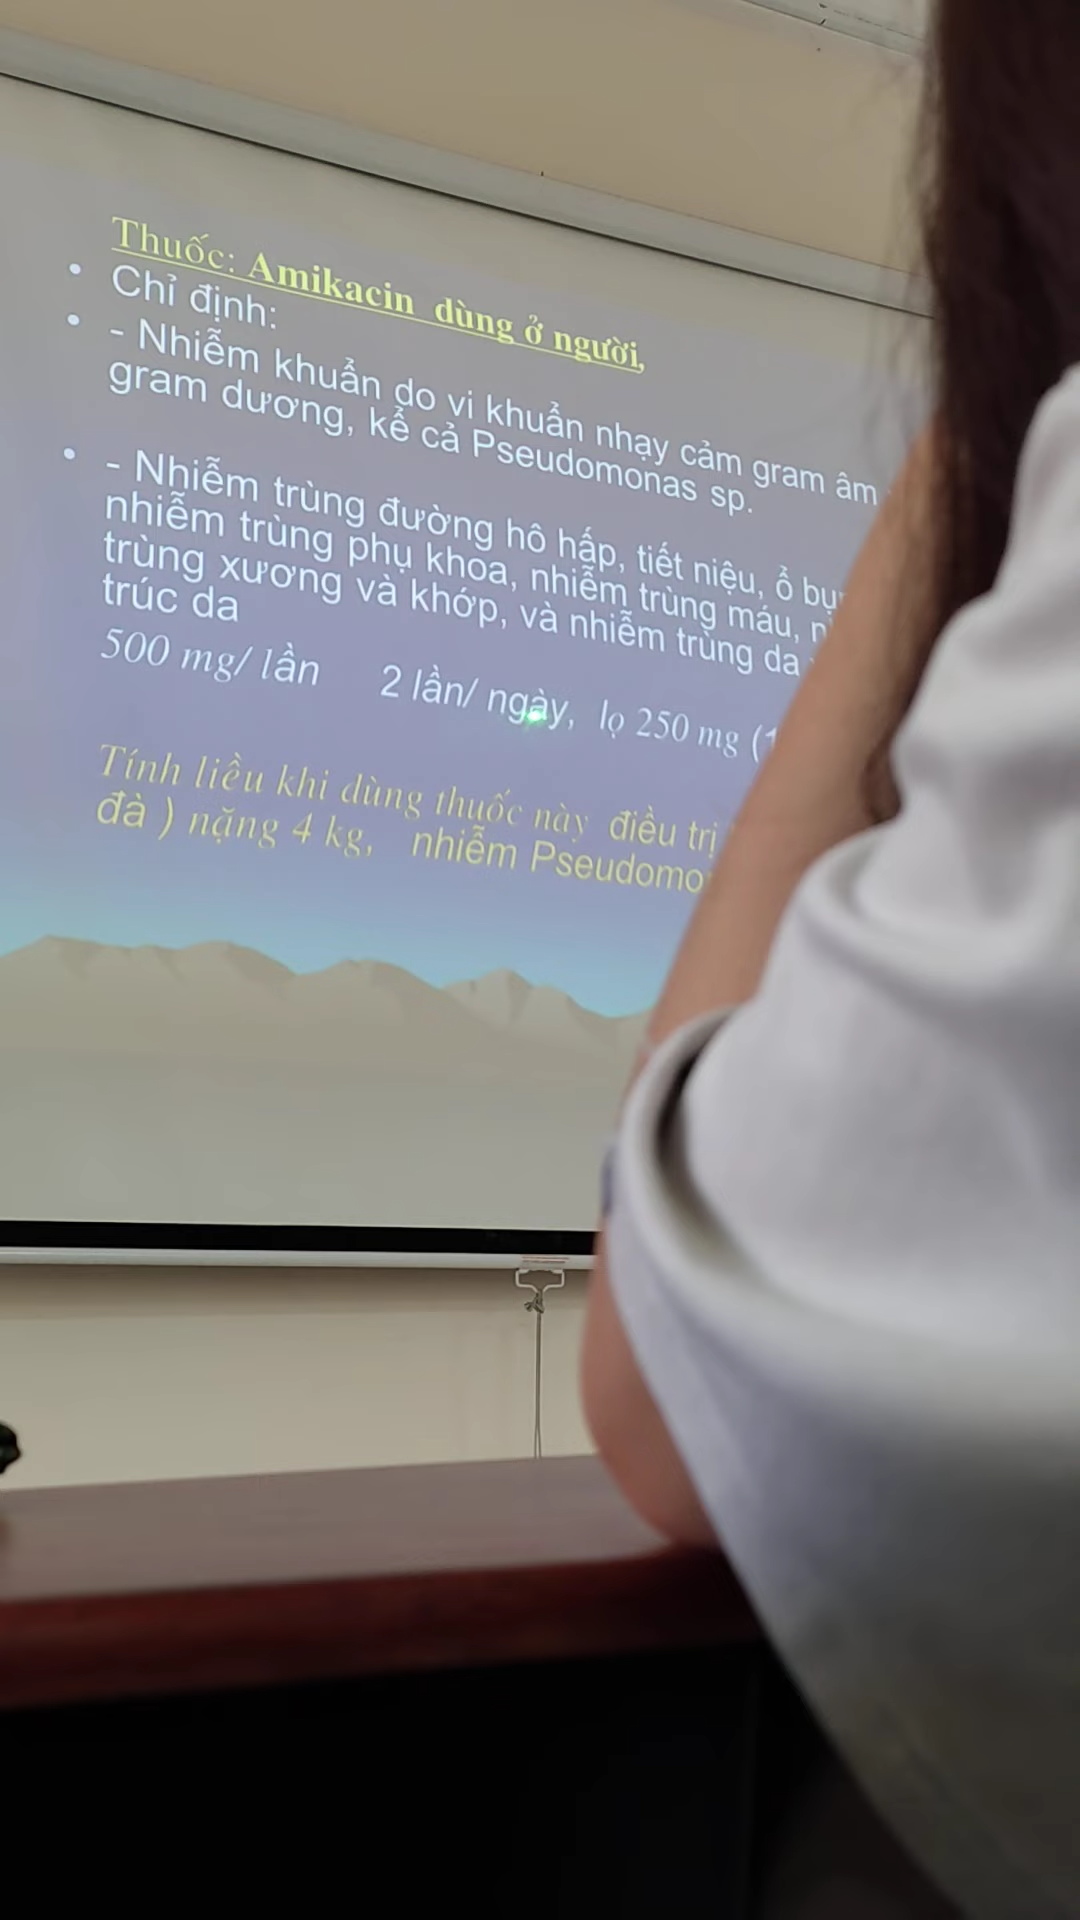 Thuốc: Amikacin dùng ở người,
• Chỉ định:
• - Nhiễm khuẩn do vi khuẩn nhạy cảm gram âm
gram dương, kể cả Pseudomonas sp.
• - Nhiễm trùng đường hô hấp, tiết niệu, ổ
nhiễm trùng phụ khoa, nhiễm trùng máu,
trùng xương và khớp, và nhiễm trùng da
trúc da
500 mg/ lần 2 lần/ ngày, lọ 250 mg (
Tính liều khi dùng thuốc này điều trị
đà ) nặng 4 kg, nhiễm